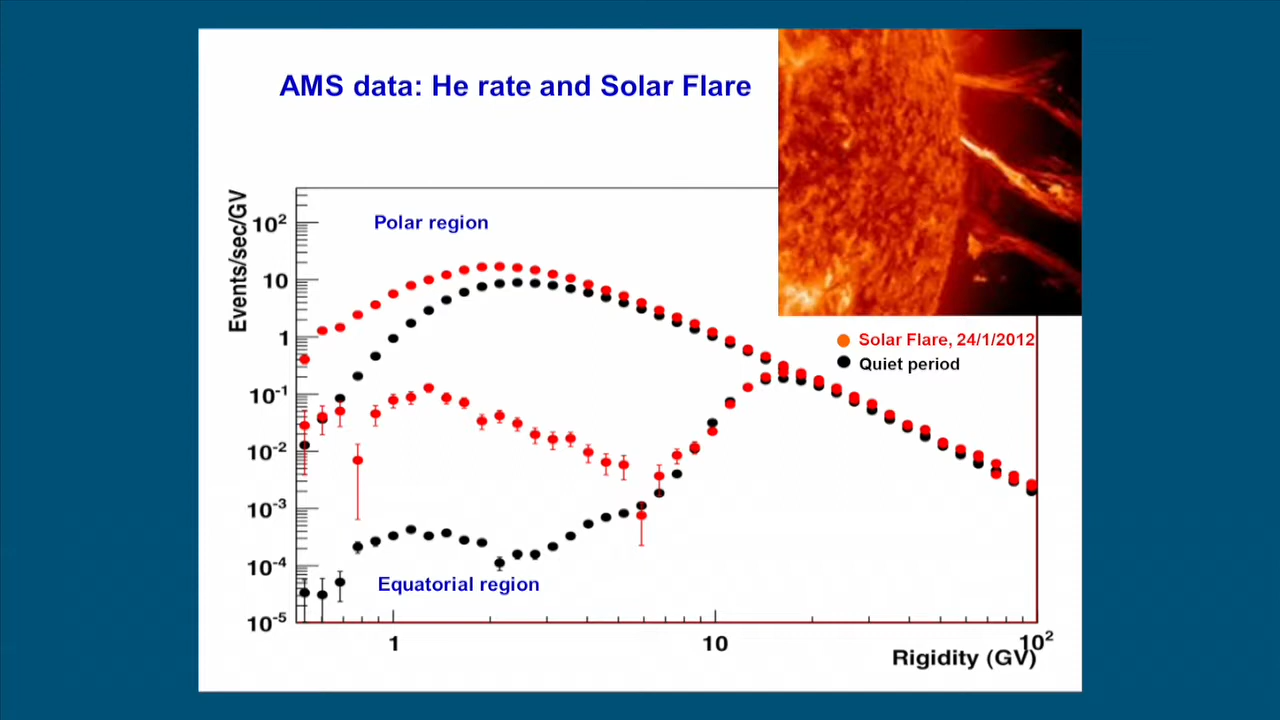 AMS data: He rate and Solar Flare
Events/sec/GV
Polar region
10²
10
1
10⁻¹
10⁻²
10⁻³
10⁻⁴
10⁻⁵
Solar Flare, 24/1/2012
Quiet period
Equatorial region
1
10
10²
Rigidity (GV)